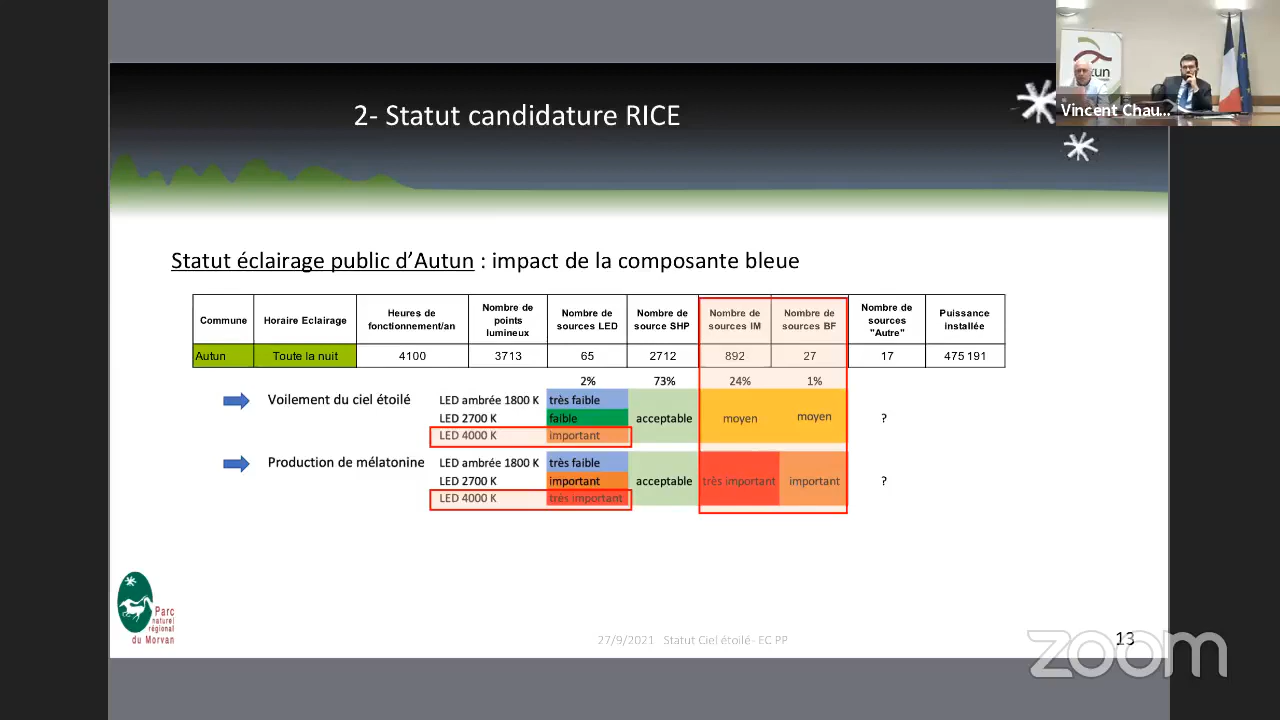 2- Statut candidature RICE
Vincent Chau...
Statut éclairage public d'Autun : impact de la composante bleue
Commune
Horaire Eclairage
Heures de
fonctionnement/an
Nombre de
points
lumineux
Nombre de
sources LED
Nombre de
source SHP
Nombre de
sources IM
Nombre de
sources BF
Nombre de
sources
"Autre"
Puissance
installée
Autun
Toute la nuit
4100
3713
65
2712
892
27
17
475 191
2%
73%
24%
1%
Voilement du ciel étoilé
LED ambrée 1800 K
très faible
LED 2700 K
faible
LED 4000 K
important
acceptable
moyen
moyen
?
Production de mélatonine
LED ambrée 1800 K
très faible
LED 2700 K
important
LED 4000 K
très important
acceptable
très important
important
?
Parc
naturel
régional
du Morvan
27/9/2021 Statut Ciel étoilé- EC PP
13
zoom